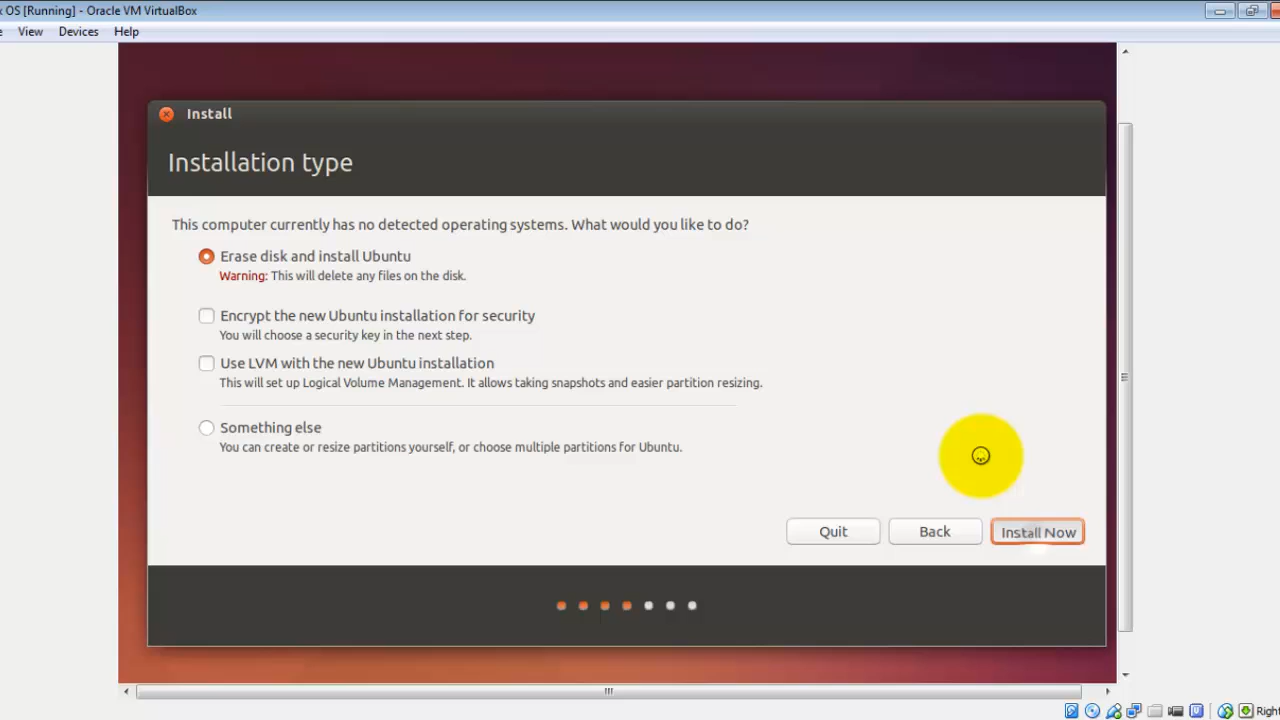 x OS [Running] - Oracle VM VirtualBox
View Devices Help
Install
Installation type
This computer currently has no detected operating systems. What would you like to do?
Erase disk and install Ubuntu
Warning: This will delete any files on the disk.
Encrypt the new Ubuntu installation for security
You will choose a security key in the next step.
Use LVM with the new Ubuntu installation
This will set up Logical Volume Management. It allows taking snapshots and easier partition resizing.
Something else
You can create or resize partitions yourself, or choose multiple partitions for Ubuntu.
Quit Back Install Now
Right